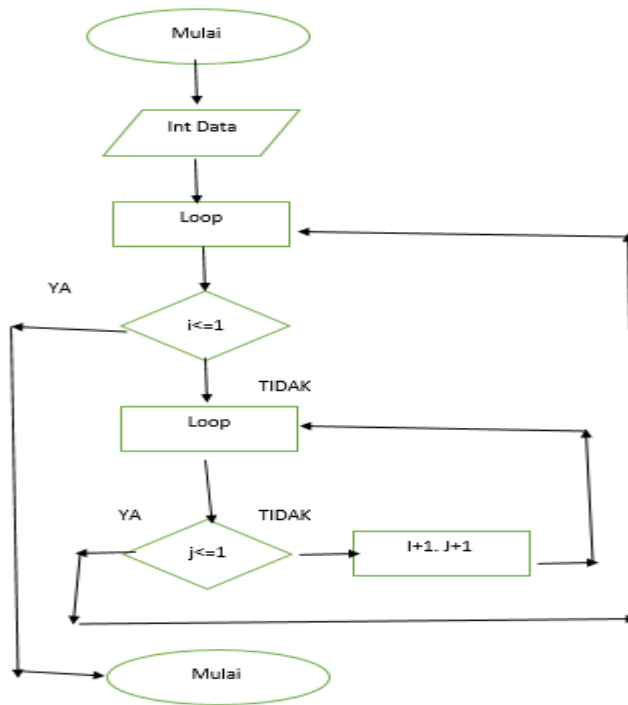 Mulai
Int Data
Loop
YA
i<=1
TIDAK
Loop
YA
TIDAK
j<=1
I+1. J+1
Mulai